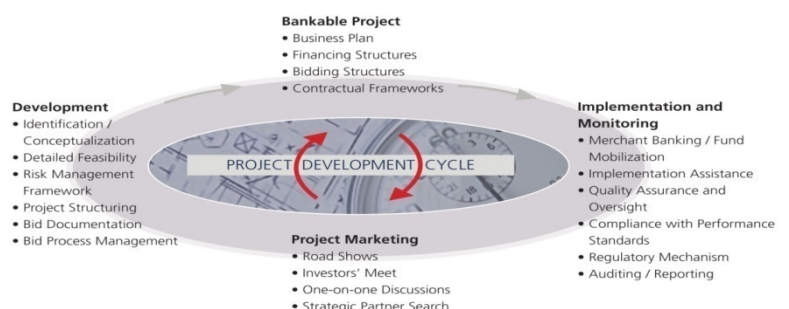 Bankable Project
• Business Plan
• Financing Structures
• Bidding Structures
• Contractual Frameworks
Development
• Identification /
Conceptualization
• Detailed Feasibility
• Risk Management
Framework
• Project Structuring
• Bid Documentation
• Bid Process Management
PROJECT DEVELOPMENT CYCLE
Implementation and
Monitoring
• Merchant Banking / Fund
Mobilization
• Implementation Assistance
• Quality Assurance and
Oversight
• Compliance with Performance
Standards
• Regulatory Mechanism
• Auditing / Reporting
Project Marketing
• Road Shows
• Investors' Meet
• One-on-one Discussions
• Strategic Partner Search